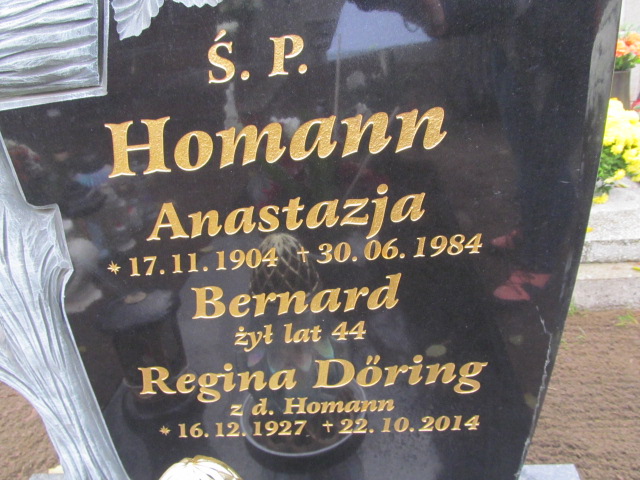 Ś. P.
Homann
Anastazja
* 17.11.1904 † 30.06.1984
Bernard
żył lat 44
Regina Döring
z d. Homann
* 16.12.1927 † 22.10.2014